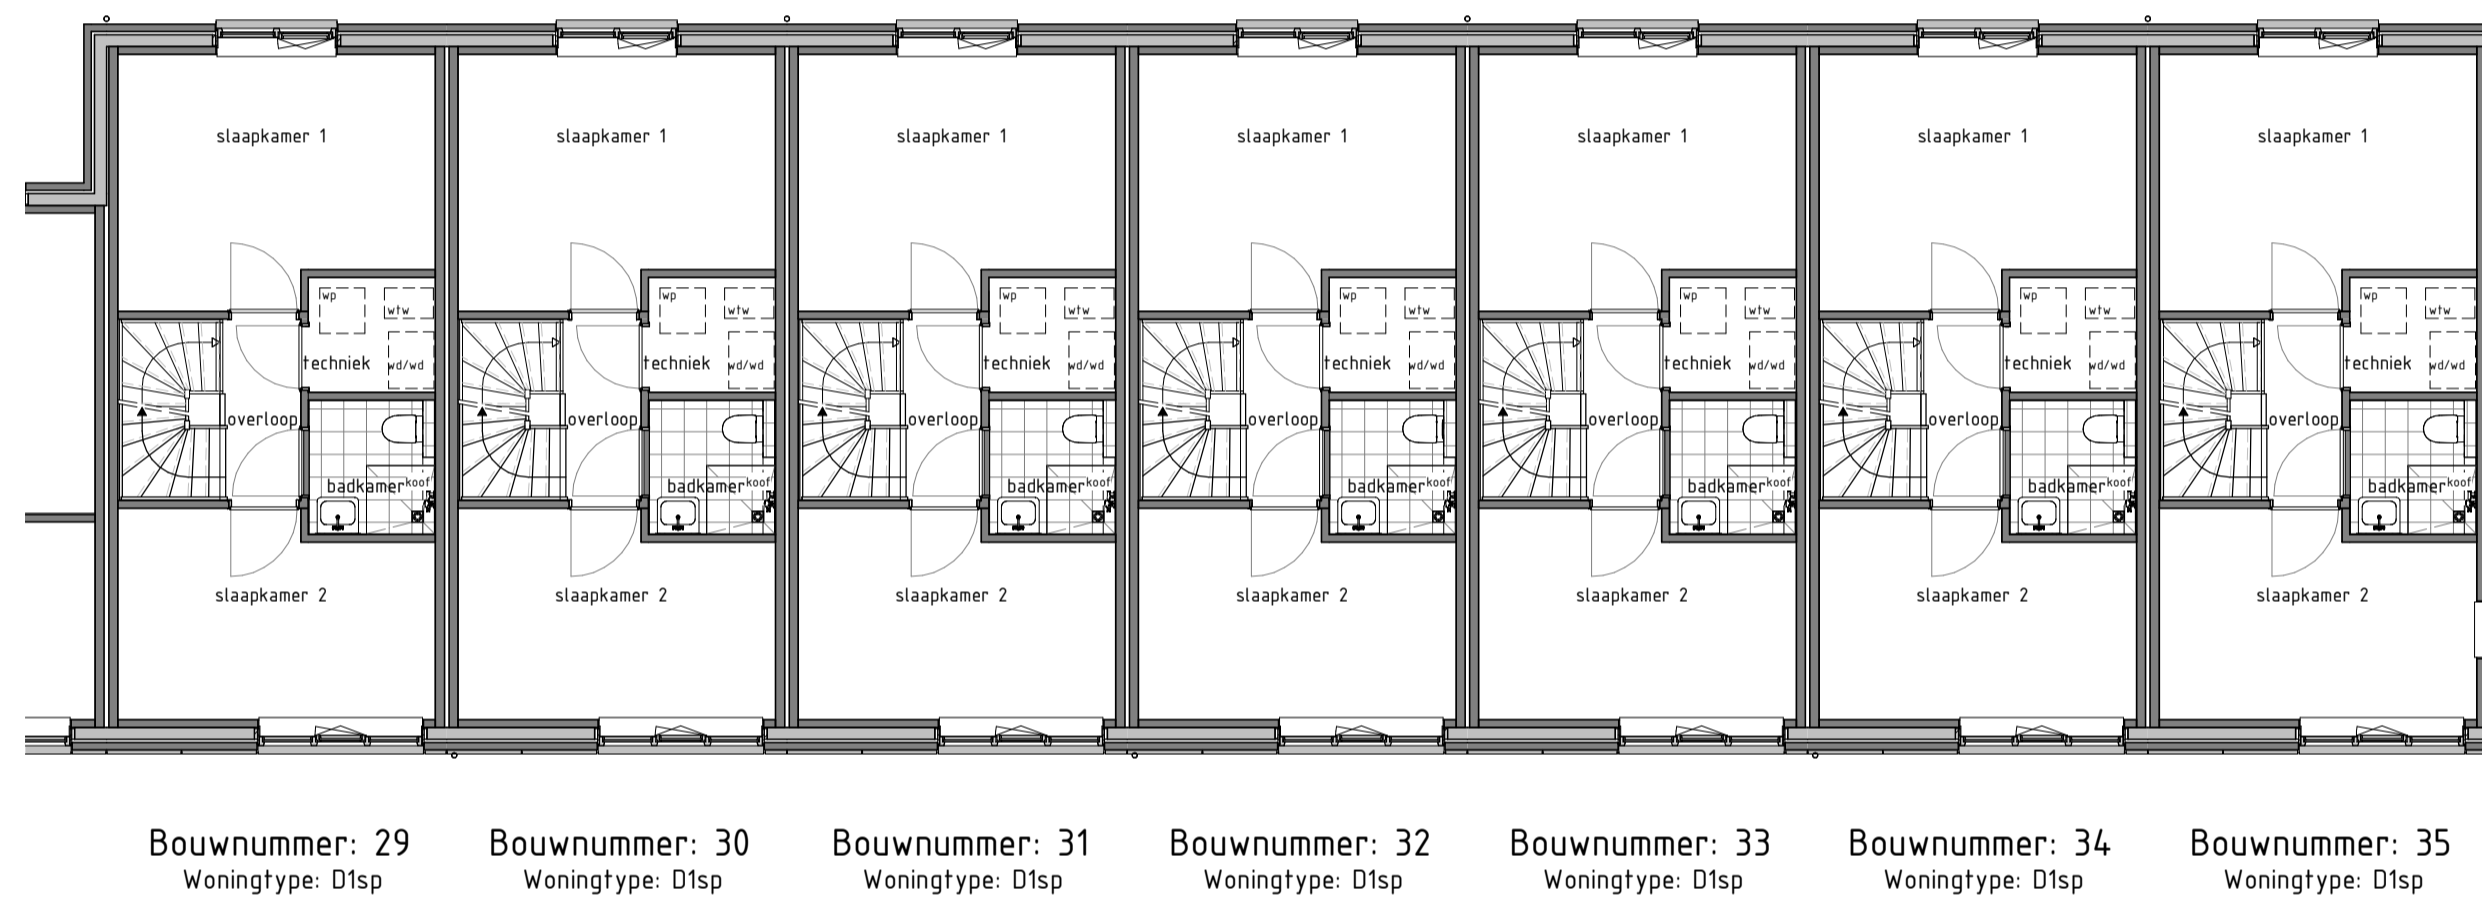 slaapkamer 1 slaapkamer 1 slaapkamer 1 slaapkamer 1 slaapkamer 1 slaapkamer 1 slaapkamer 1
wp wp wp wp wp wp wp
wtw wtw wtw wtw wtw wtw wtw
techniek wd/wd techniek wd/wd techniek wd/wd techniek wd/wd techniek wd/wd techniek wd/wd techniek wd/wd
overloop overloop overloop overloop overloop overloop overloop
badkamer koof badkamer koof badkamer koof badkamer koof badkamer koof badkamer koof badkamer koof
slaapkamer 2 slaapkamer 2 slaapkamer 2 slaapkamer 2 slaapkamer 2 slaapkamer 2 slaapkamer 2
Bouwnummer: 29 Bouwnummer: 30 Bouwnummer: 31 Bouwnummer: 32 Bouwnummer: 33 Bouwnummer: 34 Bouwnummer: 35
Woningtype: D1sp Woningtype: D1sp Woningtype: D1sp Woningtype: D1sp Woningtype: D1sp Woningtype: D1sp Woningtype: D1sp